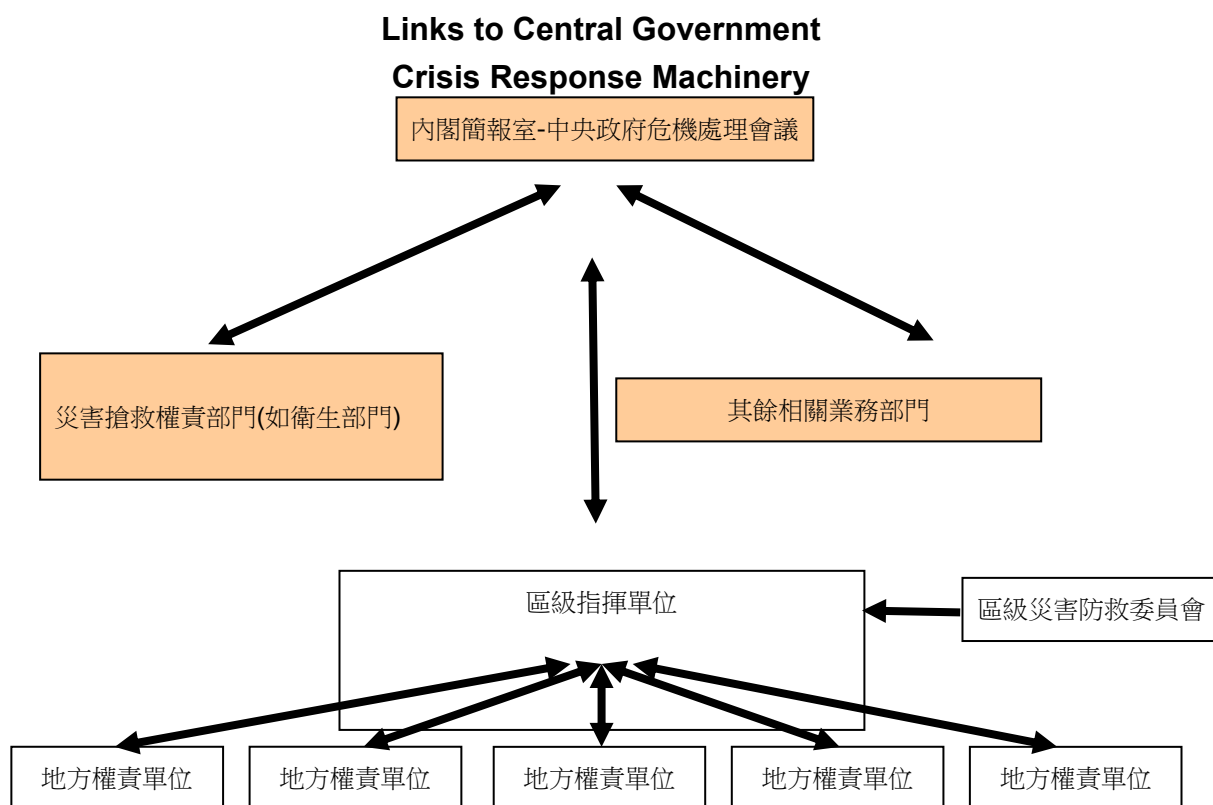 Links to Central Government
Crisis Response Machinery
內閣簡報室-中央政府危機處理會議
災害搶救權責部門(如衛生部門)
其餘相關業務部門
區級指揮單位
區級災害防救委員會
地方權責單位
地方權責單位
地方權責單位
地方權責單位
地方權責單位